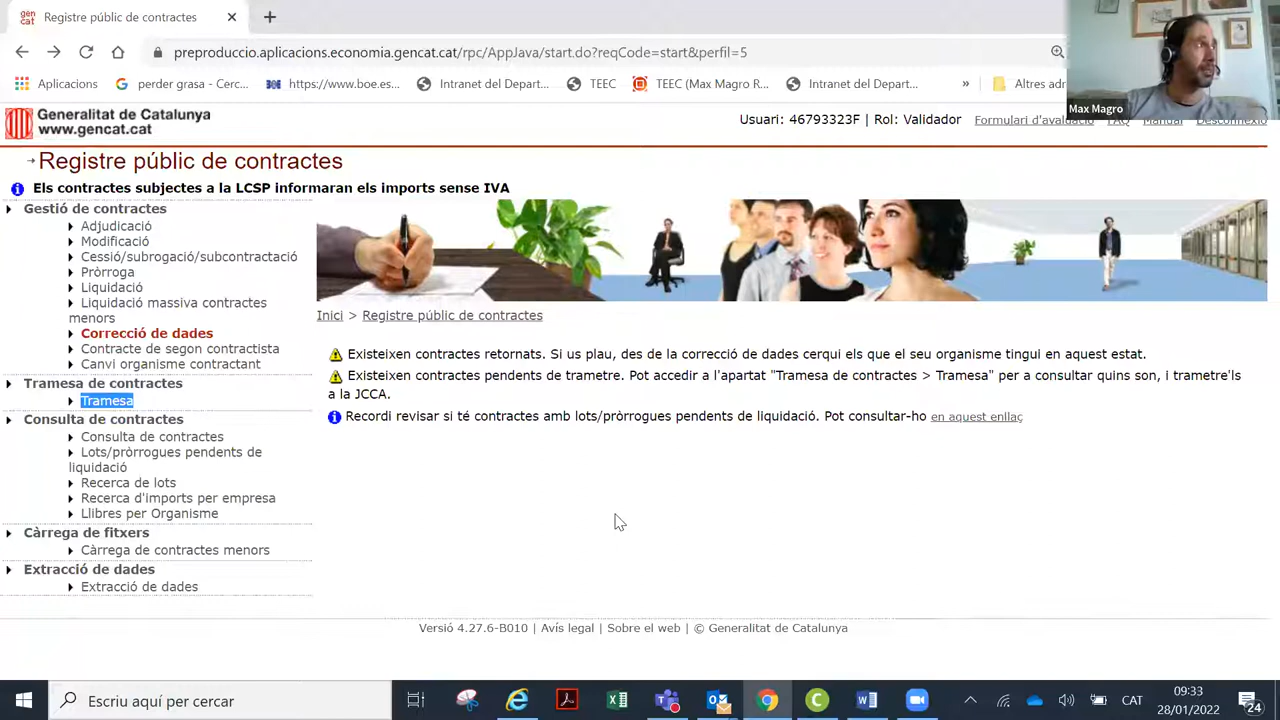 Registre públic de contractes
preproduccio.aplicacions.economia.gencat.cat/rpc/AppJava/start.do?reqCode=start&perfil=5
Aplicacions
perder grasa - Cerc...
https://www.boe.es...
Intranet del Depart...
TEEC
TEEC (Max Magro R...
Intranet del Depart...
»
Altres adr
Max Magro
Generalitat de Catalunya
www.gencat.cat
Usuari: 46793323F | Rol: Validador
Formulari d'avaluació
FAQ
Manual
Desconnexió
Registre públic de contractes
Els contractes subjectes a la LCSP informaran els imports sense IVA
Gestió de contractes
Adjudicació
Modificació
Cessió/subrogació/subcontractació
Pròrroga
Liquidació
Liquidació massiva contractes
menors
Correcció de dades
Contracte de segon contractista
Canvi organisme contractant
Tramesa de contractes
Tramesa
Consulta de contractes
Consulta de contractes
Lots/pròrrogues pendents de
liquidació
Recerca de lots
Recerca d'imports per empresa
Llibres per Organisme
Càrrega de fitxers
Càrrega de contractes menors
Extracció de dades
Extracció de dades
Inici > Registre públic de contractes
Existeixen contractes retornats. Si us plau, des de la correcció de dades cerqui els que el seu organisme tingui en aquest estat.
Existeixen contractes pendents de trametre. Pot accedir a l'apartat "Tramesa de contractes > Tramesa" per a consultar quins son, i trametre'ls
a la JCCA.
Recordi revisar si té contractes amb lots/pròrrogues pendents de liquidació. Pot consultar-ho en aquest enllaç
Versió 4.27.6-B010 | Avís legal | Sobre el web | © Generalitat de Catalunya
Escriu aquí per cercar
CAT
09:33
28/01/2022
24